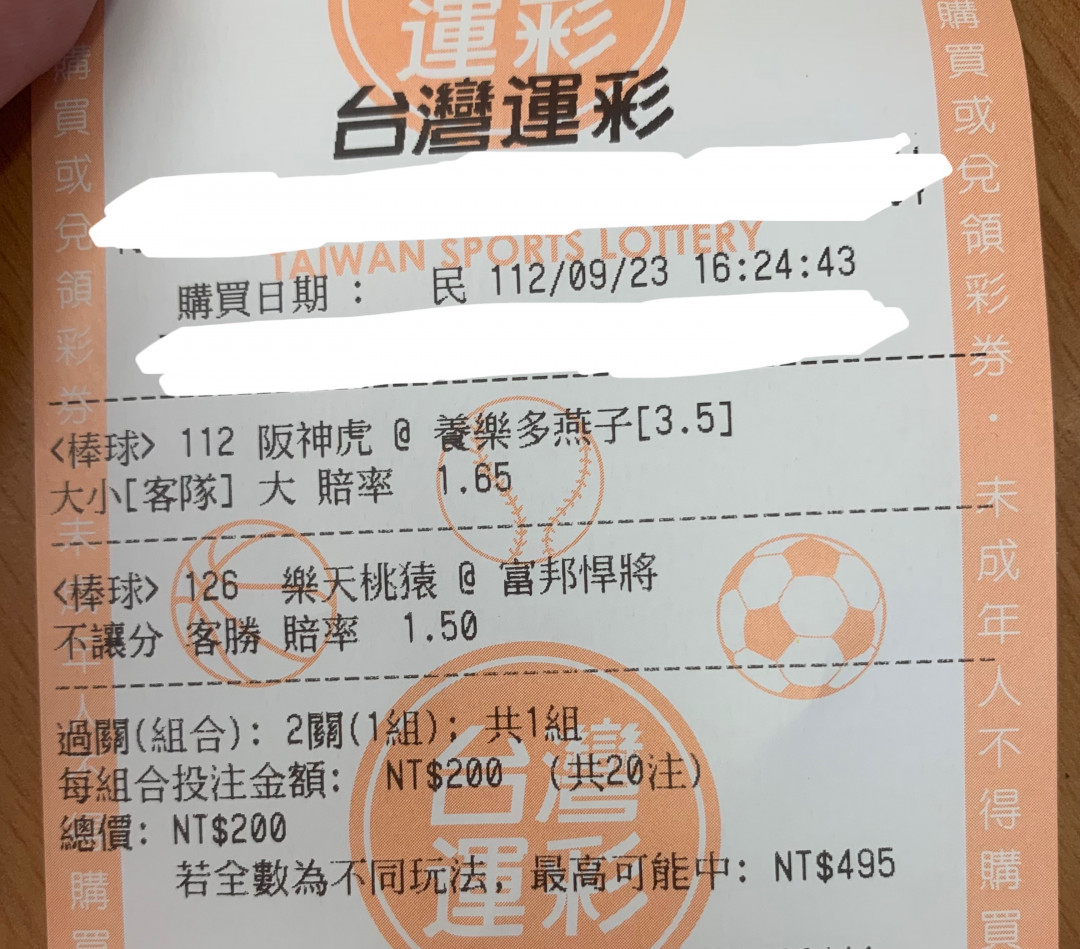 運彩
台灣運彩
TAIWAN SPORTS LOTTERY
購買日期： 民 112/09/23 16:24:43
<棒球> 112 阪神虎 @ 養樂多燕子[3.5]
大小[客隊] 大 賠率 1.65
<棒球> 126 樂天桃猿 @ 富邦悍將
不讓分 客勝 賠率 1.50
過關(組合): 2關(1組); 共1組
每組合投注金額: NT$200 (共20注)
總價: NT$200
若全數為不同玩法, 最高可能中: NT$495
台灣
運彩
購買或兌領彩券
未
年人
購買
購買或兌領彩券．未成年人不得購買